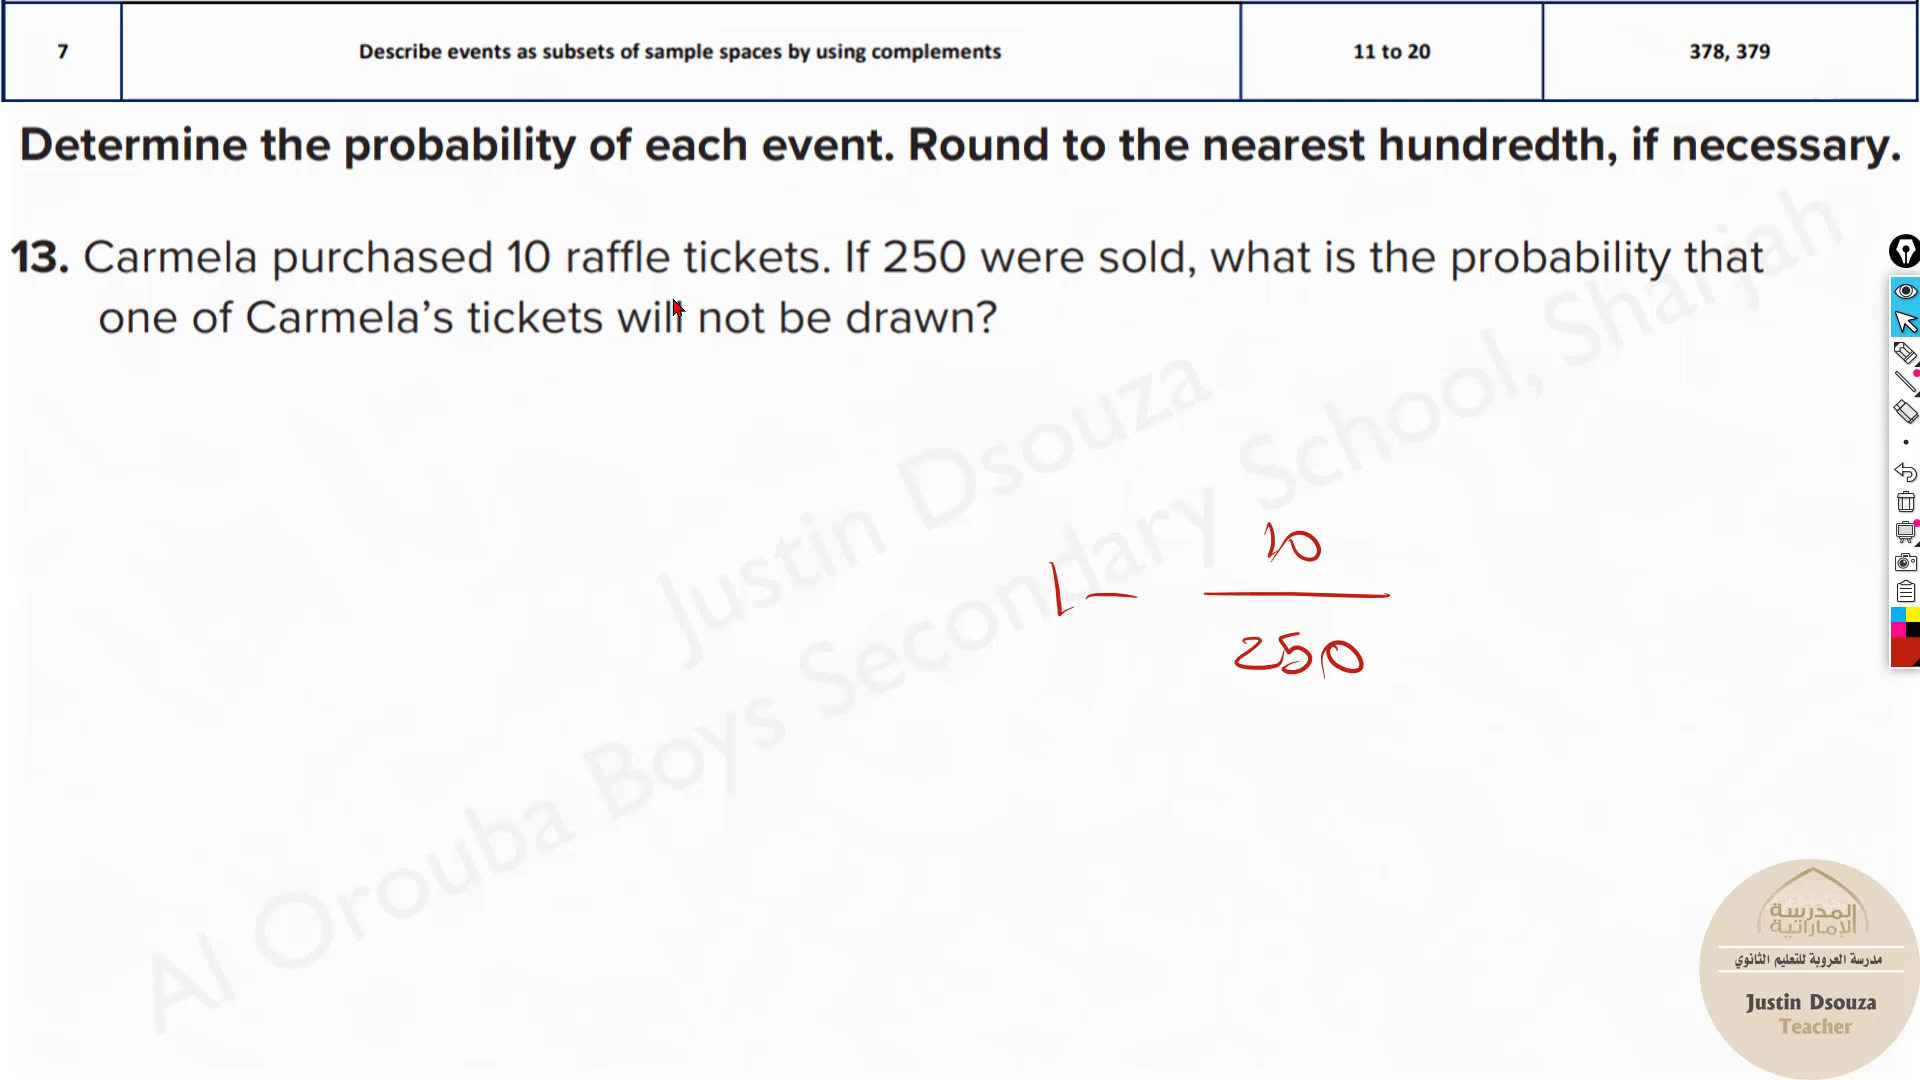 7 Describe events as subsets of sample spaces by using complements 11 to 20 378, 379
Determine the probability of each event. Round to the nearest hundredth, if necessary.
13. Carmela purchased 10 raffle tickets. If 250 were sold, what is the probability that
one of Carmela's tickets will not be drawn?
Justin Dsouza
Al Orouba Boys Secondary School, Sharjah
10
1 —
250
المدرسة
الإماراتية
مدرسة العروبة للتعليم الثانوي
Justin Dsouza
Teacher